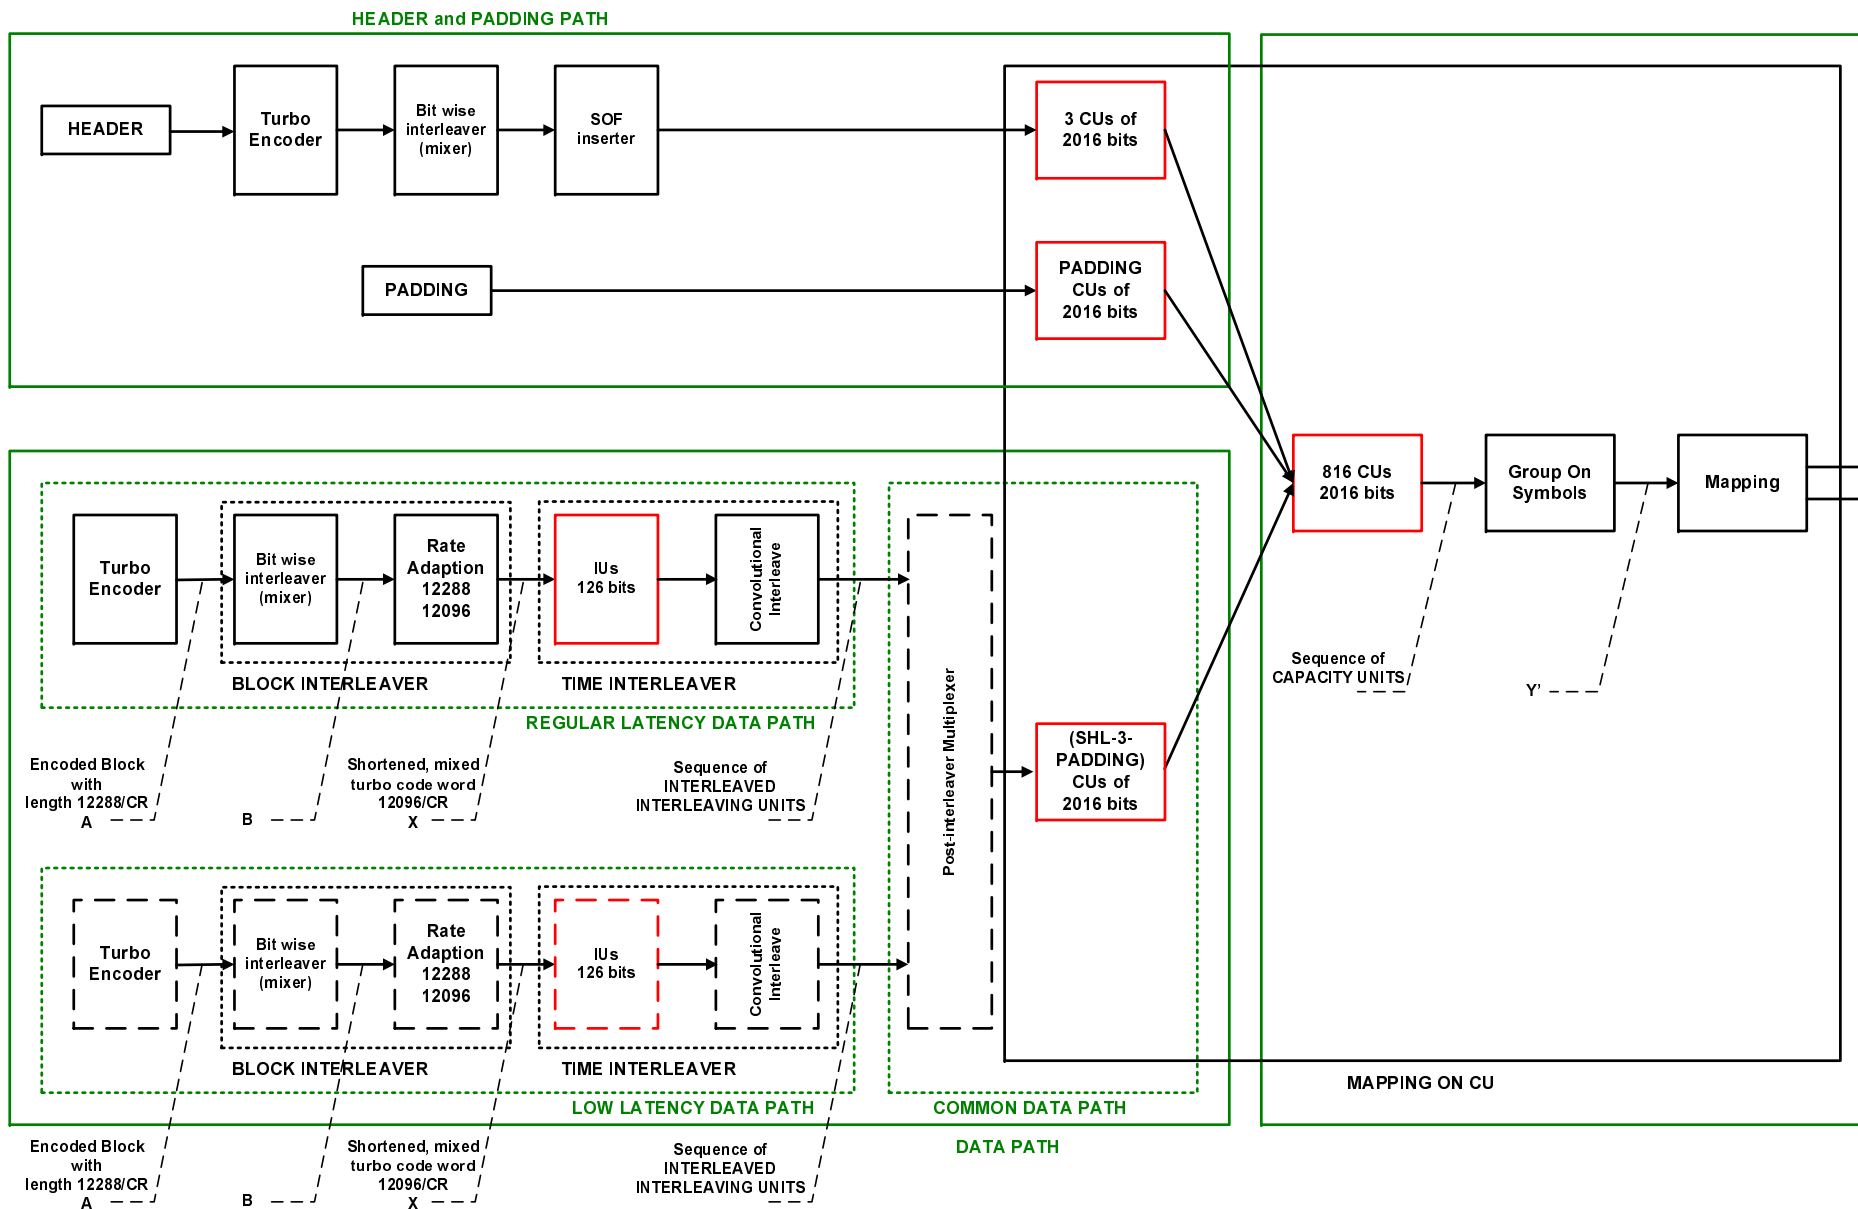 HEADER and PADDING PATH
HEADER
Turbo
Encoder
Bit wise
interleaver
(mixer)
SOF
inserter
3 CUs of
2016 bits
PADDING
PADDING
CUs of
2016 bits
816 CUs
2016 bits
Group On
Symbols
Mapping
Turbo
Encoder
Bit wise
interleaver
(mixer)
Rate
Adaption
12288
12096
IUs
126 bits
Convolutional
Interleave
BLOCK INTERLEAVER
TIME INTERLEAVER
REGULAR LATENCY DATA PATH
Post-interleaver Multiplexer
Sequence of
CAPACITY UNITS
Y’
(SHL-3-
PADDING)
CUs of
2016 bits
Encoded Block
with
length 12288/CR
A
B
Shortened, mixed
turbo code word
12096/CR
X
Sequence of
INTERLEAVED
INTERLEAVING UNITS
Turbo
Encoder
Bit wise
interleaver
(mixer)
Rate
Adaption
12288
12096
IUs
126 bits
Convolutional
Interleave
BLOCK INTERLEAVER
TIME INTERLEAVER
MAPPING ON CU
LOW LATENCY DATA PATH
COMMON DATA PATH
DATA PATH
Encoded Block
with
length 12288/CR
A
B
Shortened, mixed
turbo code word
12096/CR
X
Sequence of
INTERLEAVED
INTERLEAVING UNITS